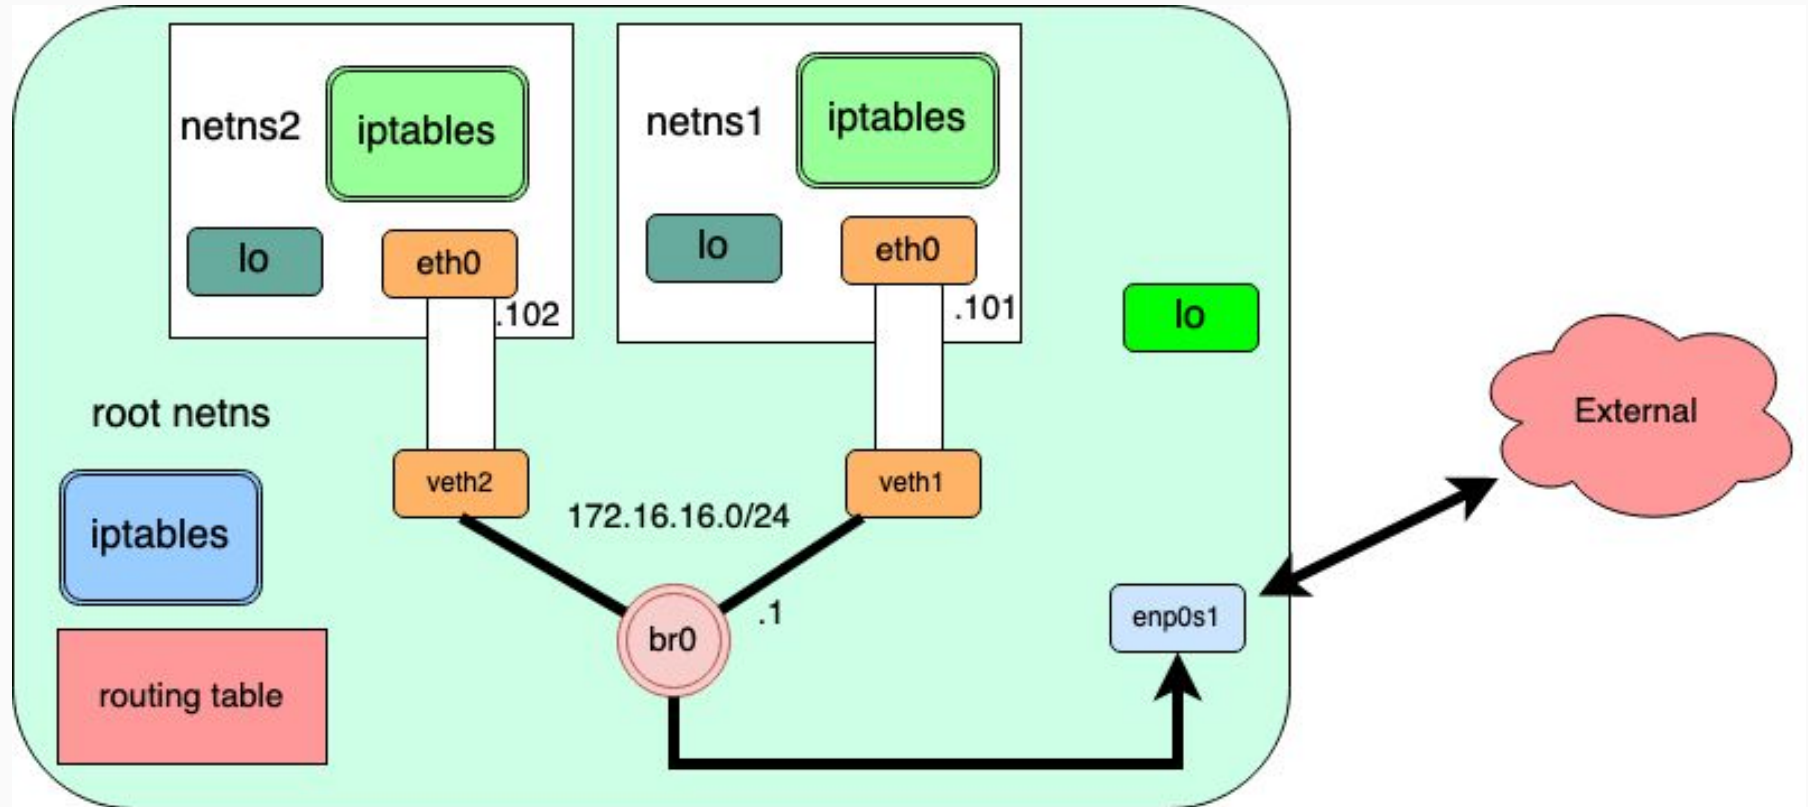 netns2
iptables
lo
eth0
.102
netns1
iptables
lo
eth0
.101
lo
External
root netns
iptables
routing table
veth2
172.16.16.0/24
veth1
br0
.1
enp0s1